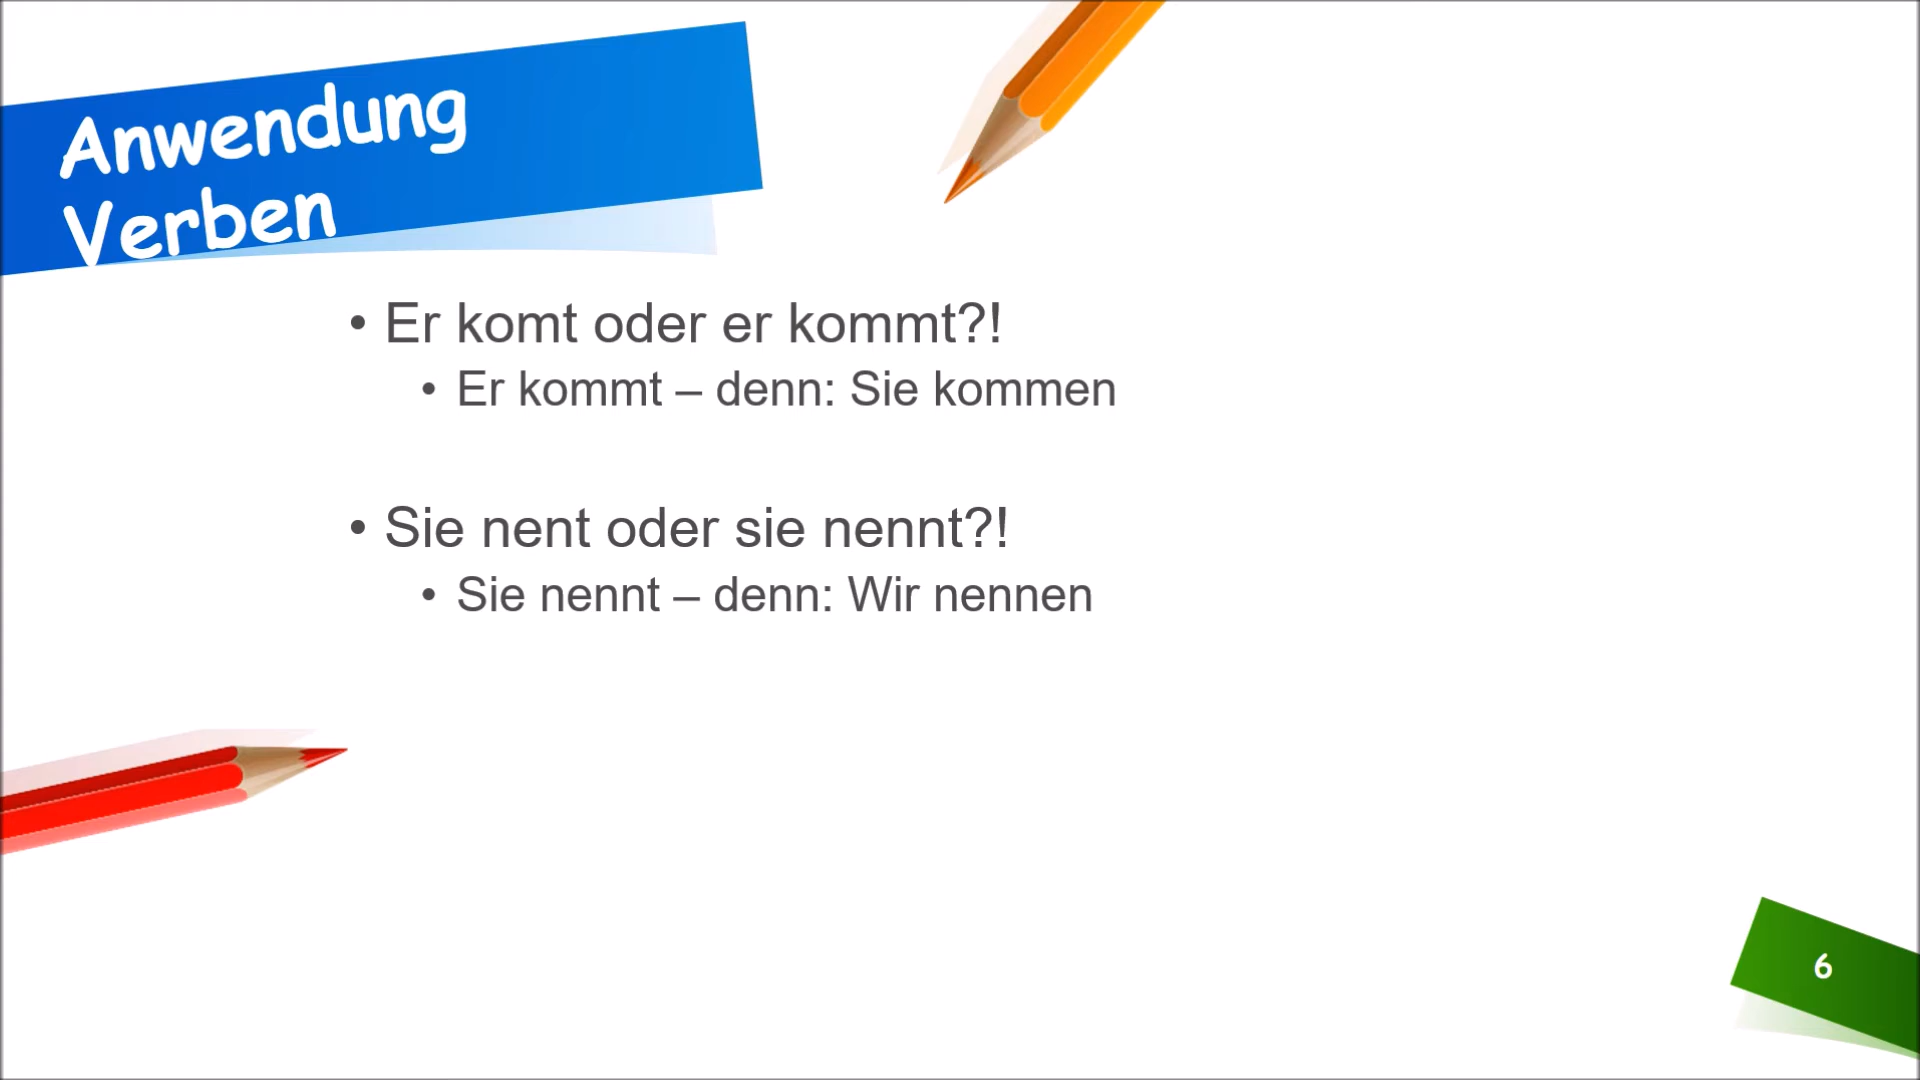 Anwendung
Verben
• Er komt oder er kommt?!
• Er kommt – denn: Sie kommen
• Sie nent oder sie nennt?!
• Sie nennt – denn: Wir nennen
6